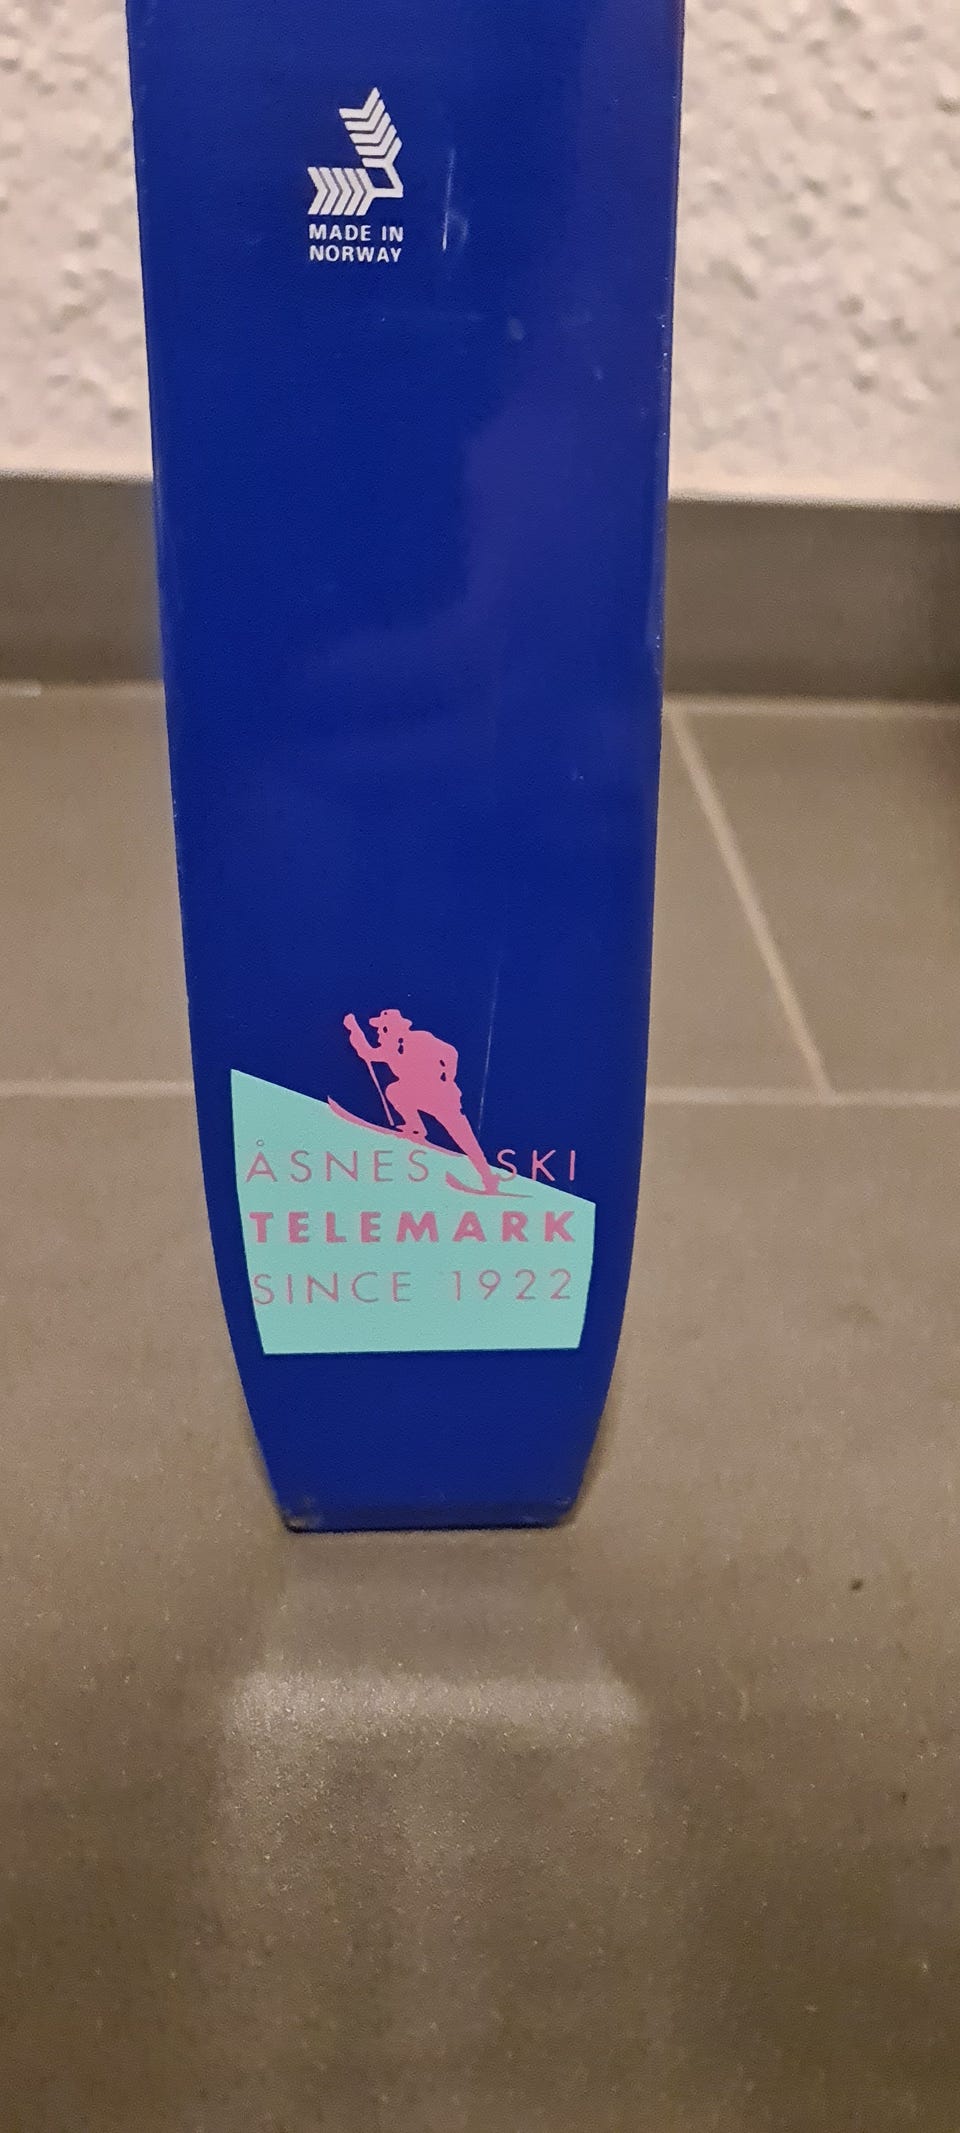 MADE IN
NORWAY
ÅSNES SKI
TELEMARK
SINCE 1922